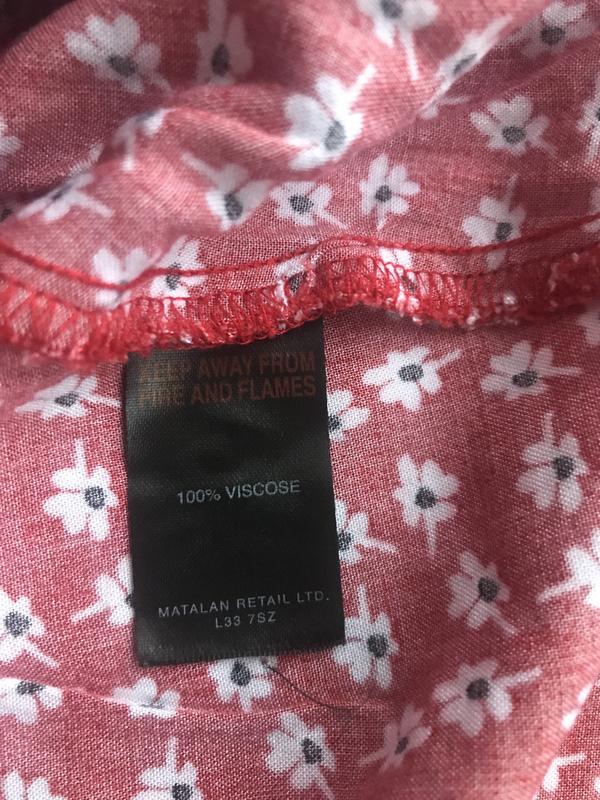 KEEP AWAY FROM
FIRE AND FLAMES
100% VISCOSE
MATALAN RETAIL LTD.
L33 7SZ